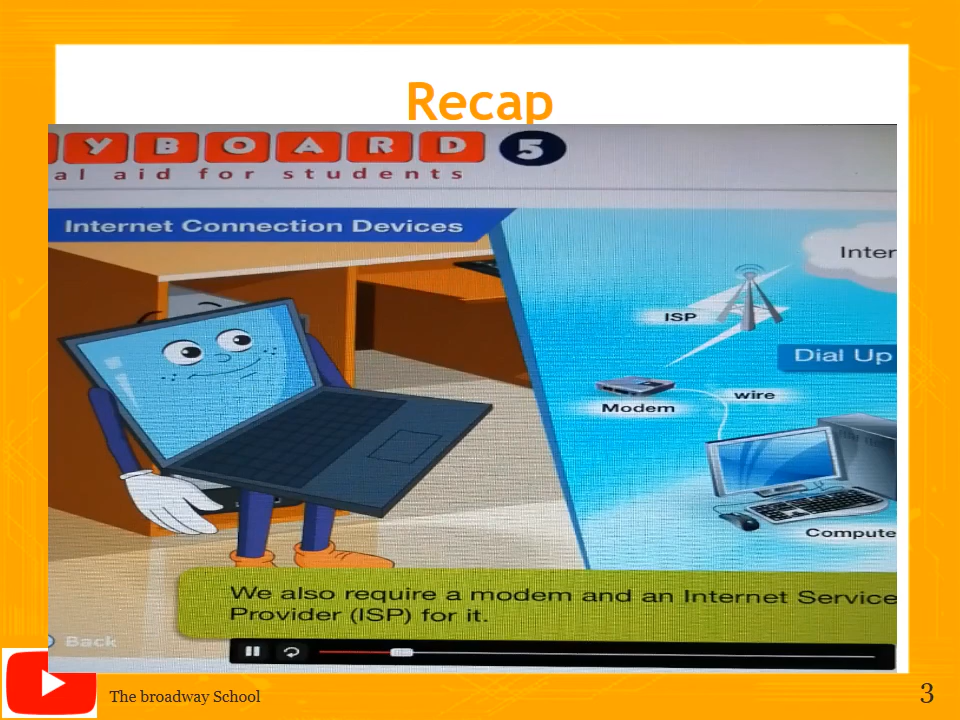 Recap
YBOARD 5
al aid for students
Internet Connection Devices
Inter
ISP
Dial Up
wire
Modem
Compute
We also require a modem and an Internet Service
Provider (ISP) for it.
Back
The broadway School
3